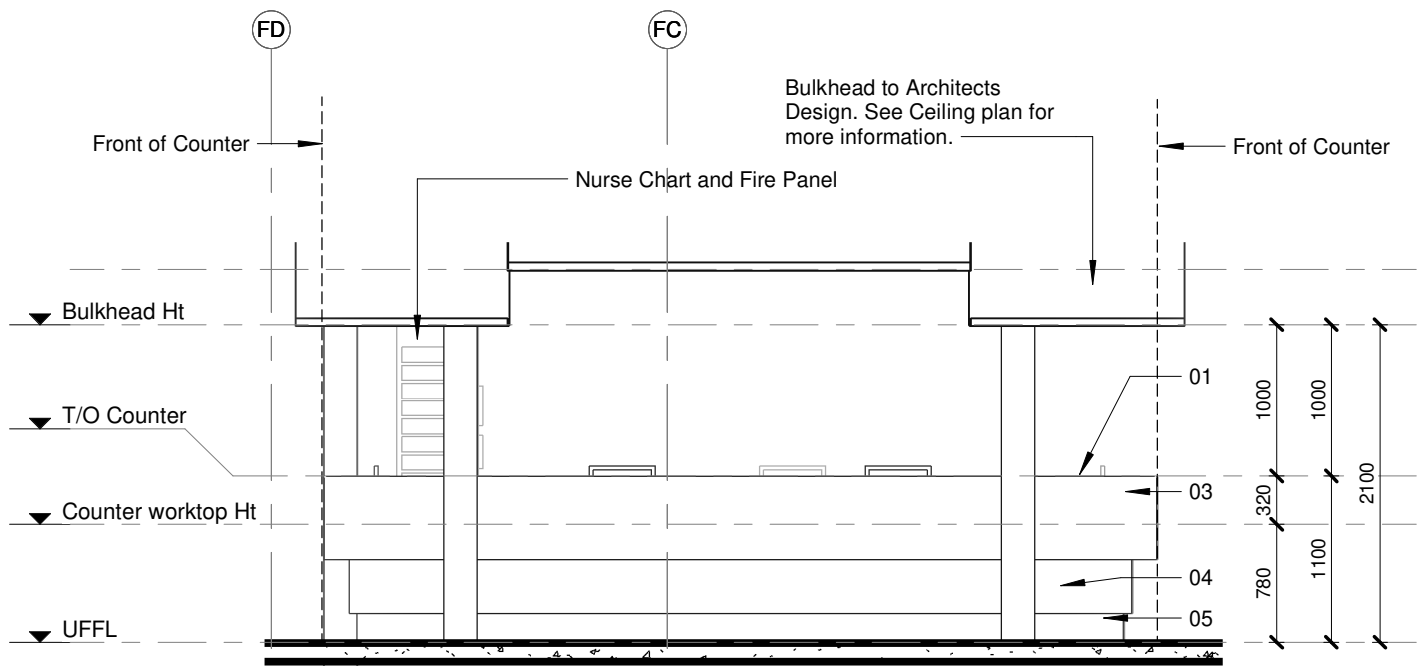 FD
FC
Bulkhead to Architects
Design. See Ceiling plan for
more information.
Front of Counter
Front of Counter
Nurse Chart and Fire Panel
Bulkhead Ht
01
1000
1000
T/O Counter
2100
03
320
Counter worktop Ht
04
780
1100
05
UFFL